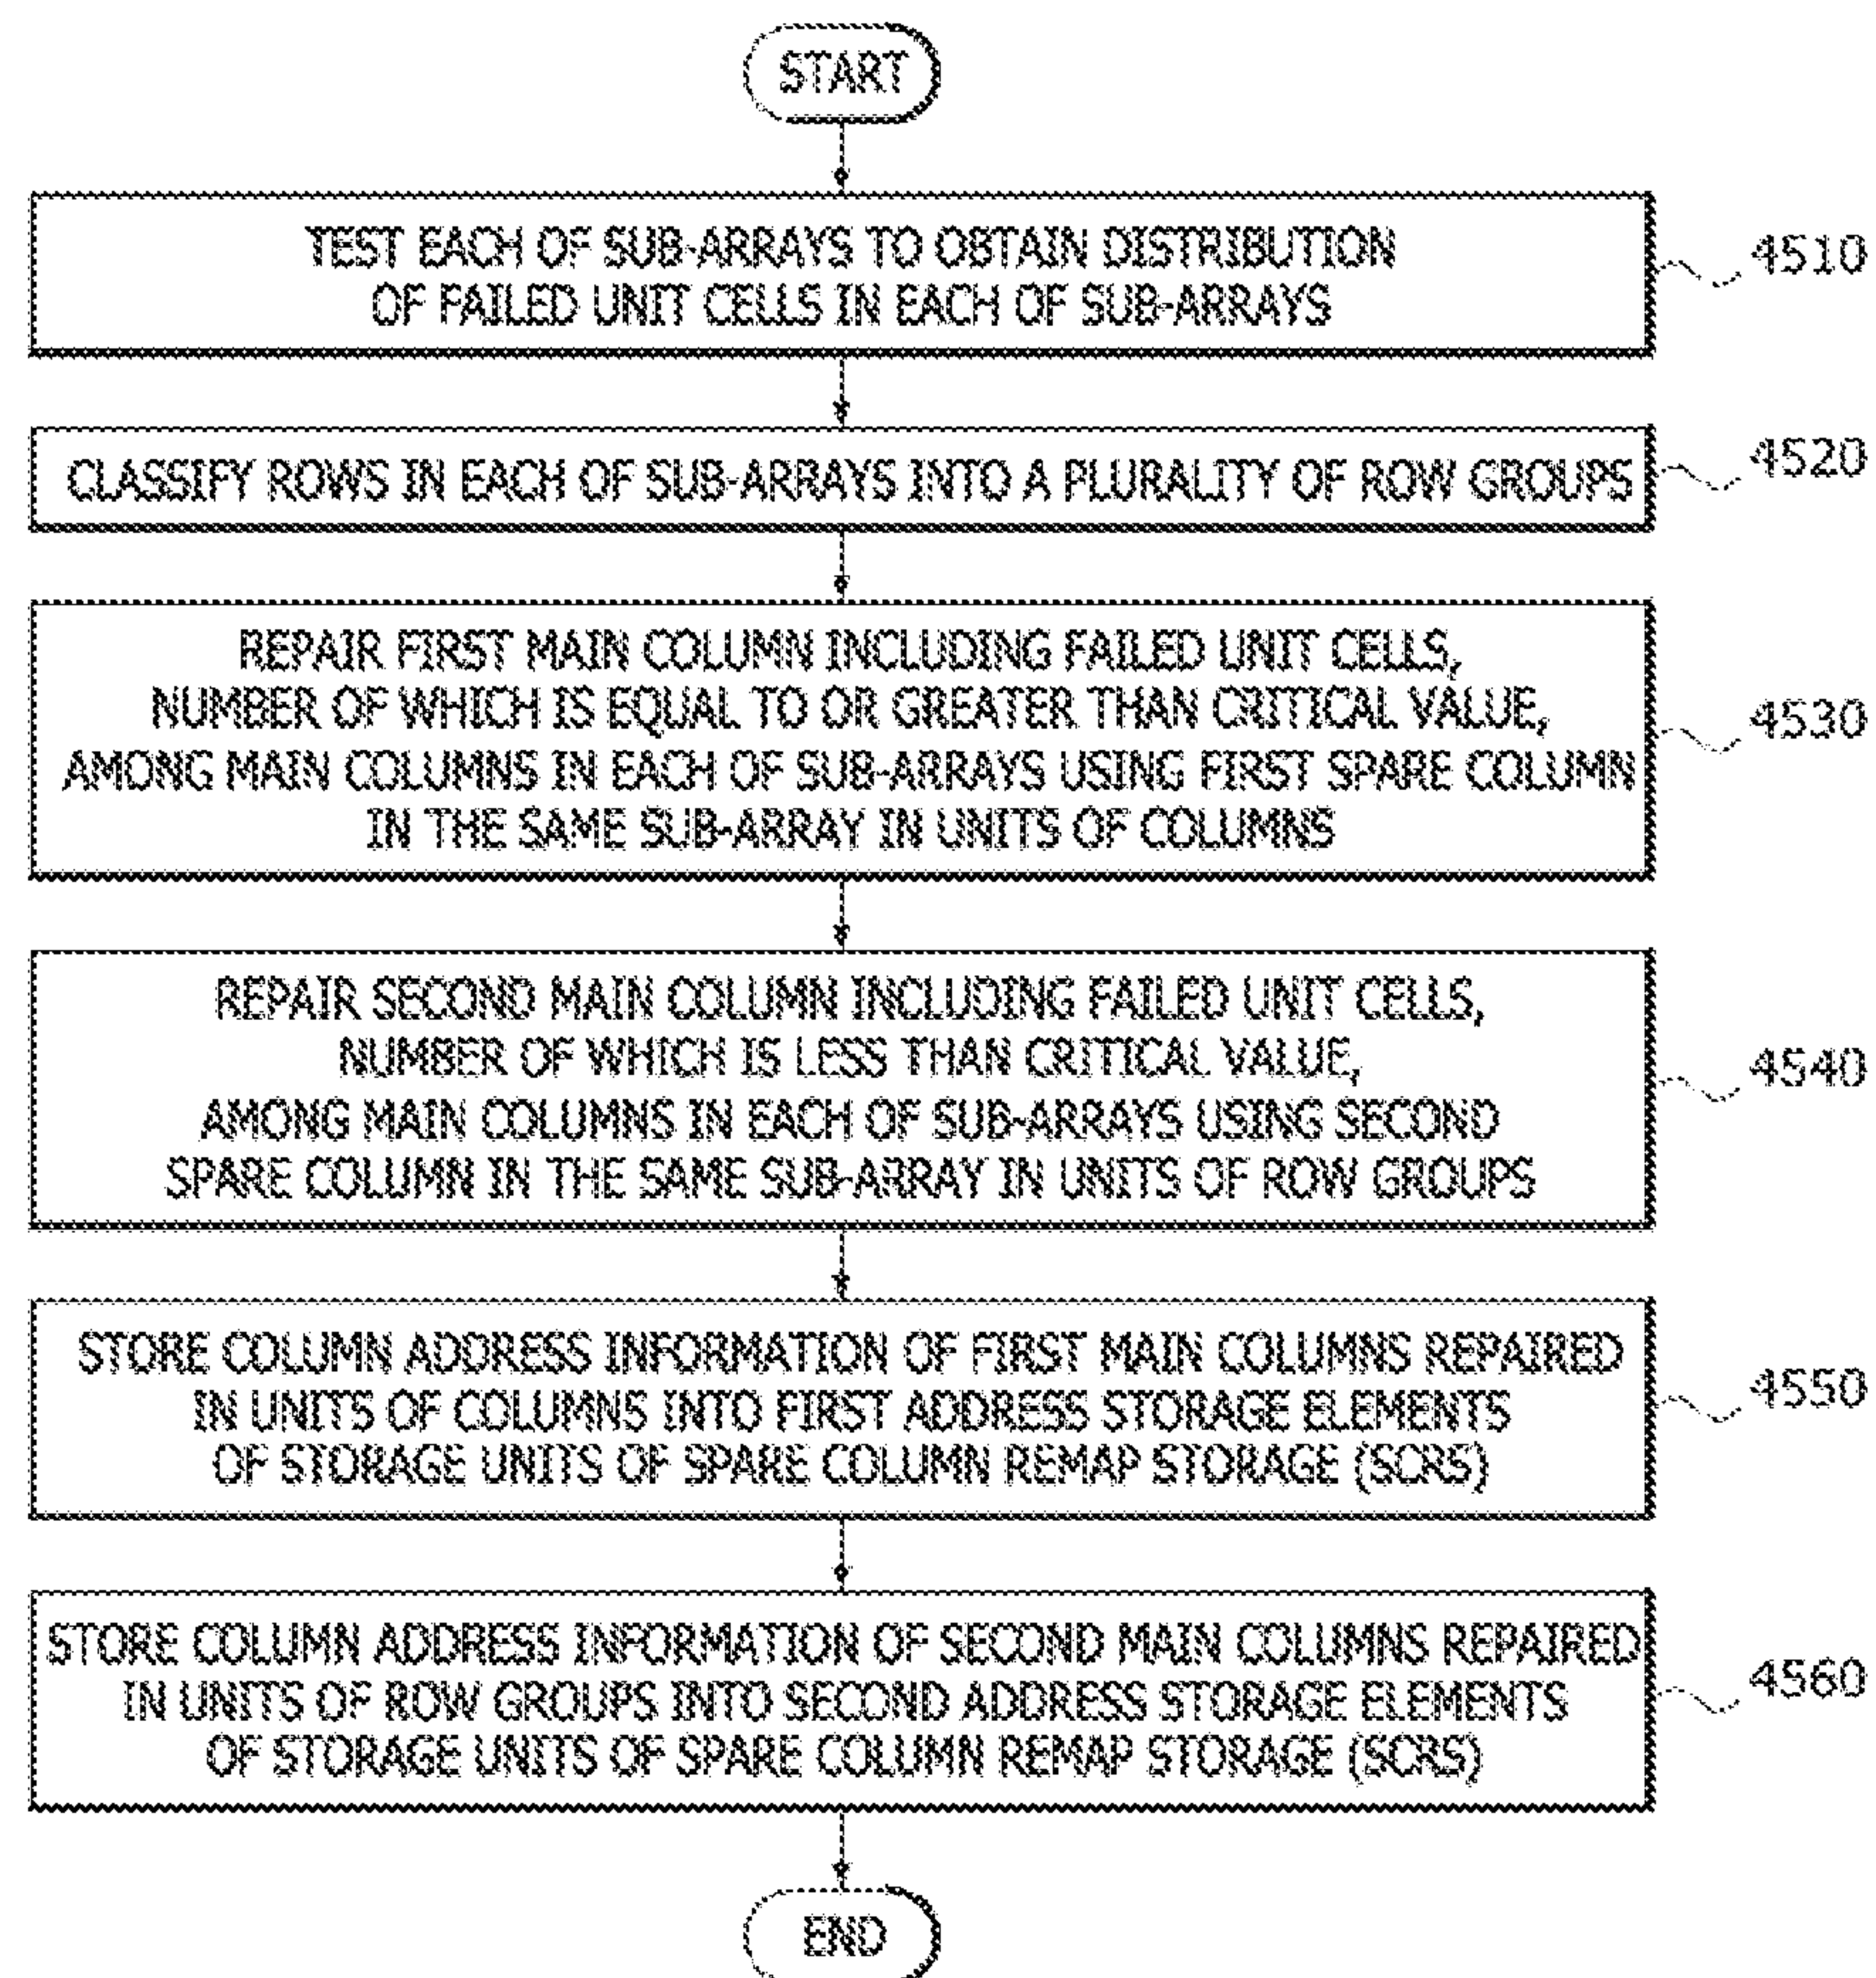 START
TEST EACH OF SUB-ARRAYS TO OBTAIN DISTRIBUTION
OF FAILED UNIT CELLS IN EACH OF SUB-ARRAYS
4510
CLASSIFY ROWS IN EACH OF SUB-ARRAYS INTO A PLURALITY OF ROW GROUPS
4520
REPAIR FIRST MAIN COLUMN INCLUDING FAILED UNIT CELLS,
NUMBER OF WHICH IS EQUAL TO OR GREATER THAN CRITICAL VALUE,
AMONG MAIN COLUMNS IN EACH OF SUB-ARRAYS USING FIRST SPARE COLUMN
IN THE SAME SUB-ARRAY IN UNITS OF COLUMNS
4530
REPAIR SECOND MAIN COLUMN INCLUDING FAILED UNIT CELLS,
NUMBER OF WHICH IS LESS THAN CRITICAL VALUE,
AMONG MAIN COLUMNS IN EACH OF SUB-ARRAYS USING SECOND
SPARE COLUMN IN THE SAME SUB-ARRAY IN UNITS OF ROW GROUPS
4540
STORE COLUMN ADDRESS INFORMATION OF FIRST MAIN COLUMNS REPAIRED
IN UNITS OF COLUMNS INTO FIRST ADDRESS STORAGE ELEMENTS
OF STORAGE UNITS OF SPARE COLUMN REMAP STORAGE (SCRS)
4550
STORE COLUMN ADDRESS INFORMATION OF SECOND MAIN COLUMNS REPAIRED
IN UNITS OF ROW GROUPS INTO SECOND ADDRESS STORAGE ELEMENTS
OF STORAGE UNITS OF SPARE COLUMN REMAP STORAGE (SCRS)
4560
END